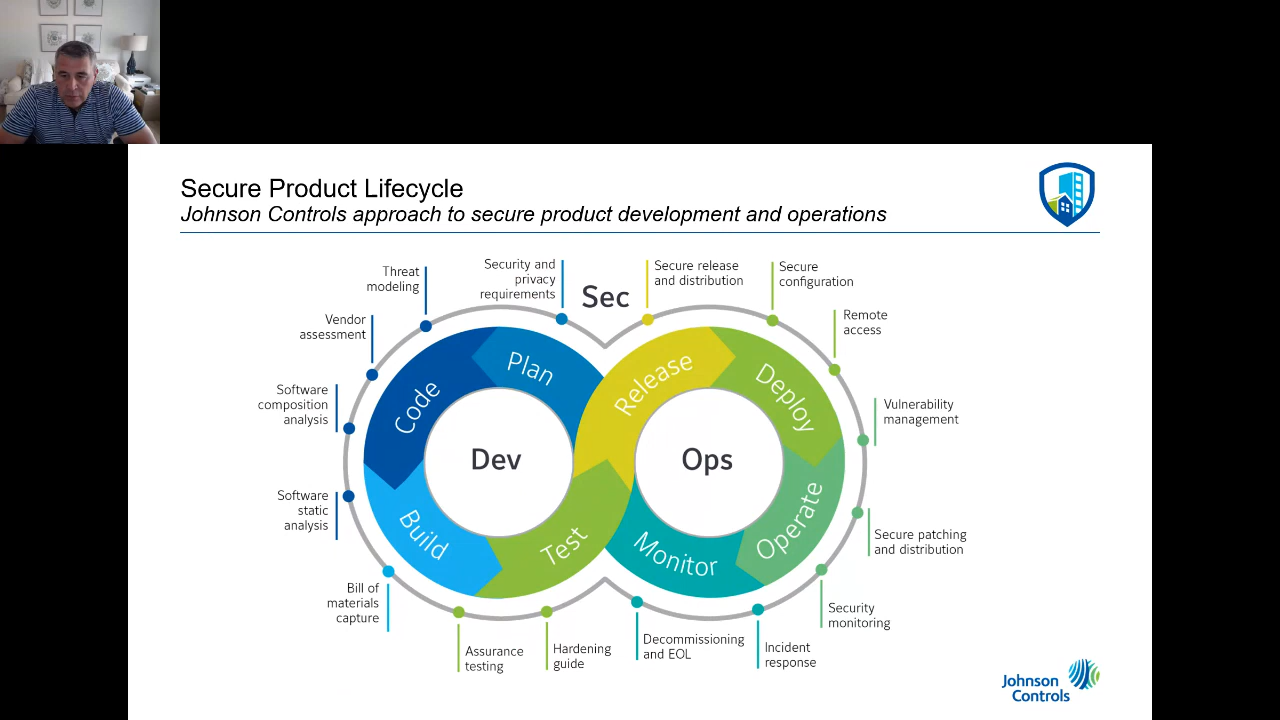 Secure Product Lifecycle
Johnson Controls approach to secure product development and operations
Threat
modeling
Security and
privacy
requirements
Sec
Secure release
and distribution
Secure
configuration
Vendor
assessment
Remote
access
Plan
Release
Code
Deploy
Software
composition
analysis
Vulnerability
management
Dev
Ops
Software
static
analysis
Build
Test
Monitor
Operate
Secure patching
and distribution
Bill of
materials
capture
Security
monitoring
Assurance
testing
Hardening
guide
Decommissioning
and EOL
Incident
response
Johnson
Controls